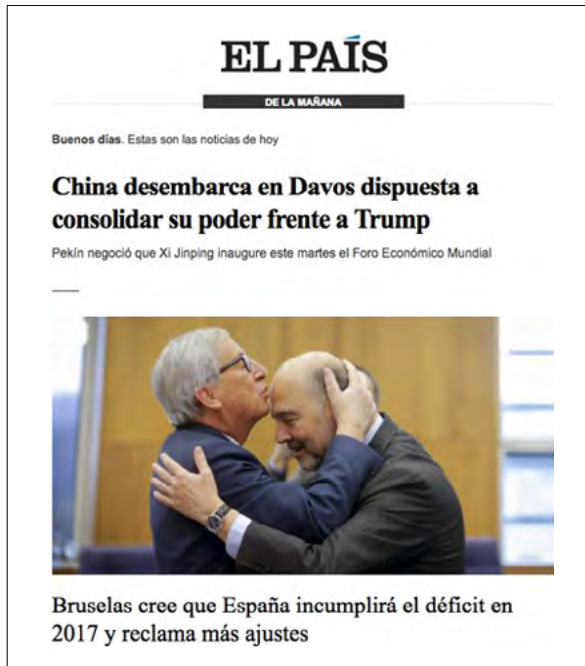 EL PAÍS
DE LA MAÑANA
Buenos días. Estas son las noticias de hoy
China desembarca en Davos dispuesta a
consolidar su poder frente a Trump
Pekín negoció que Xi Jinping inaugure este martes el Foro Económico Mundial
Bruselas cree que España incumplirá el déficit en
2017 y reclama más ajustes